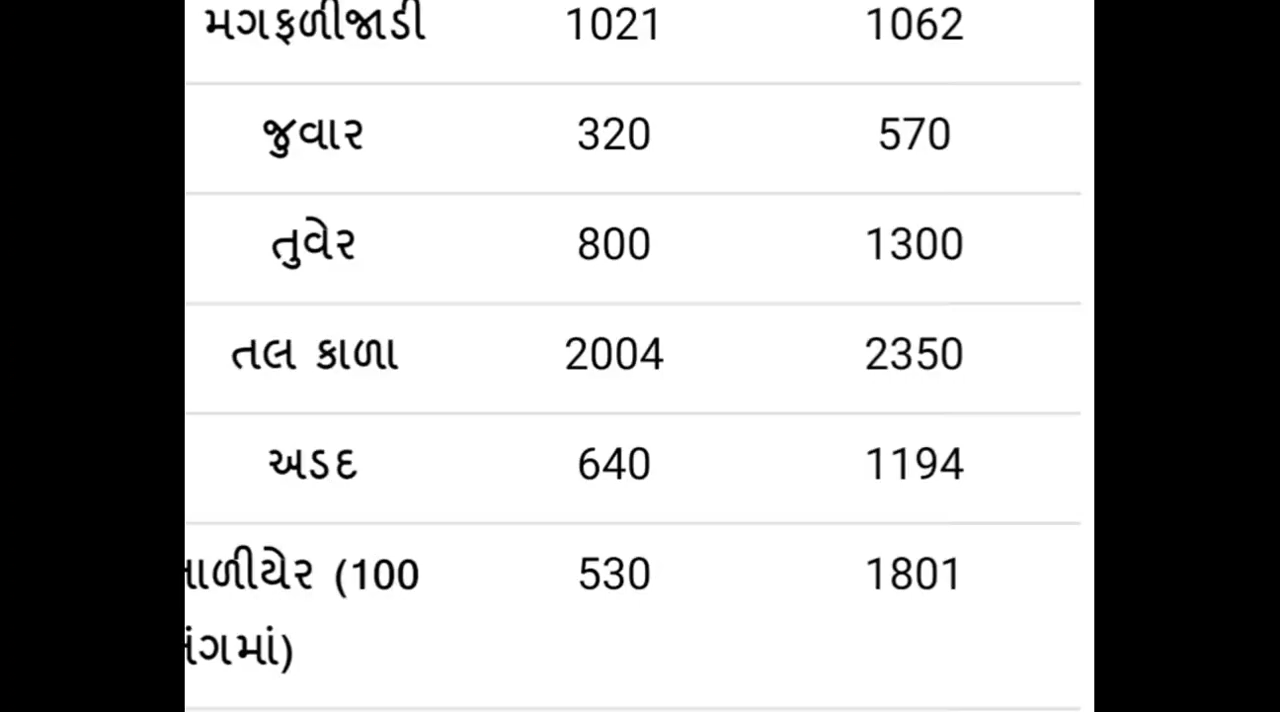 મગફળીજાડી 1021 1062
જુવાર 320 570
તુવેર 800 1300
તલ કાળા 2004 2350
અડદ 640 1194
(100 530 1801